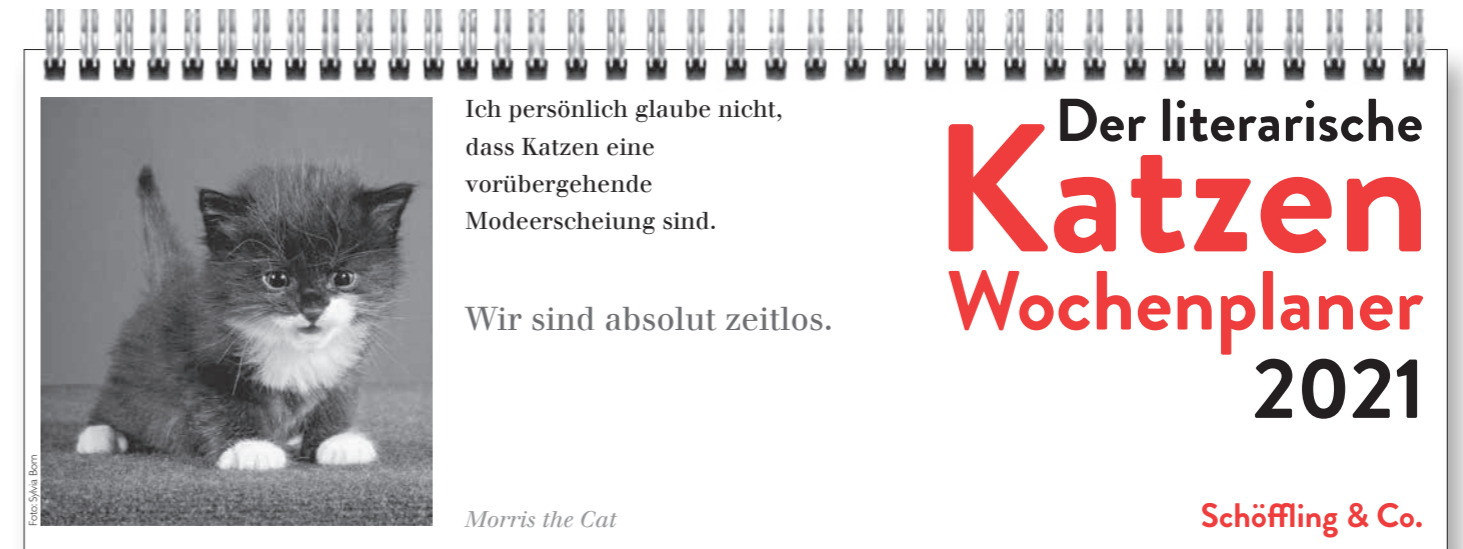 Ich persönlich glaube nicht,
dass Katzen eine
vorübergehende
Modeerscheiung sind.
Wir sind absolut zeitlos.
Morris the Cat
Foto: Sylvia Born
Der literarische
Katzen
Wochenplaner
2021
Schöffling & Co.